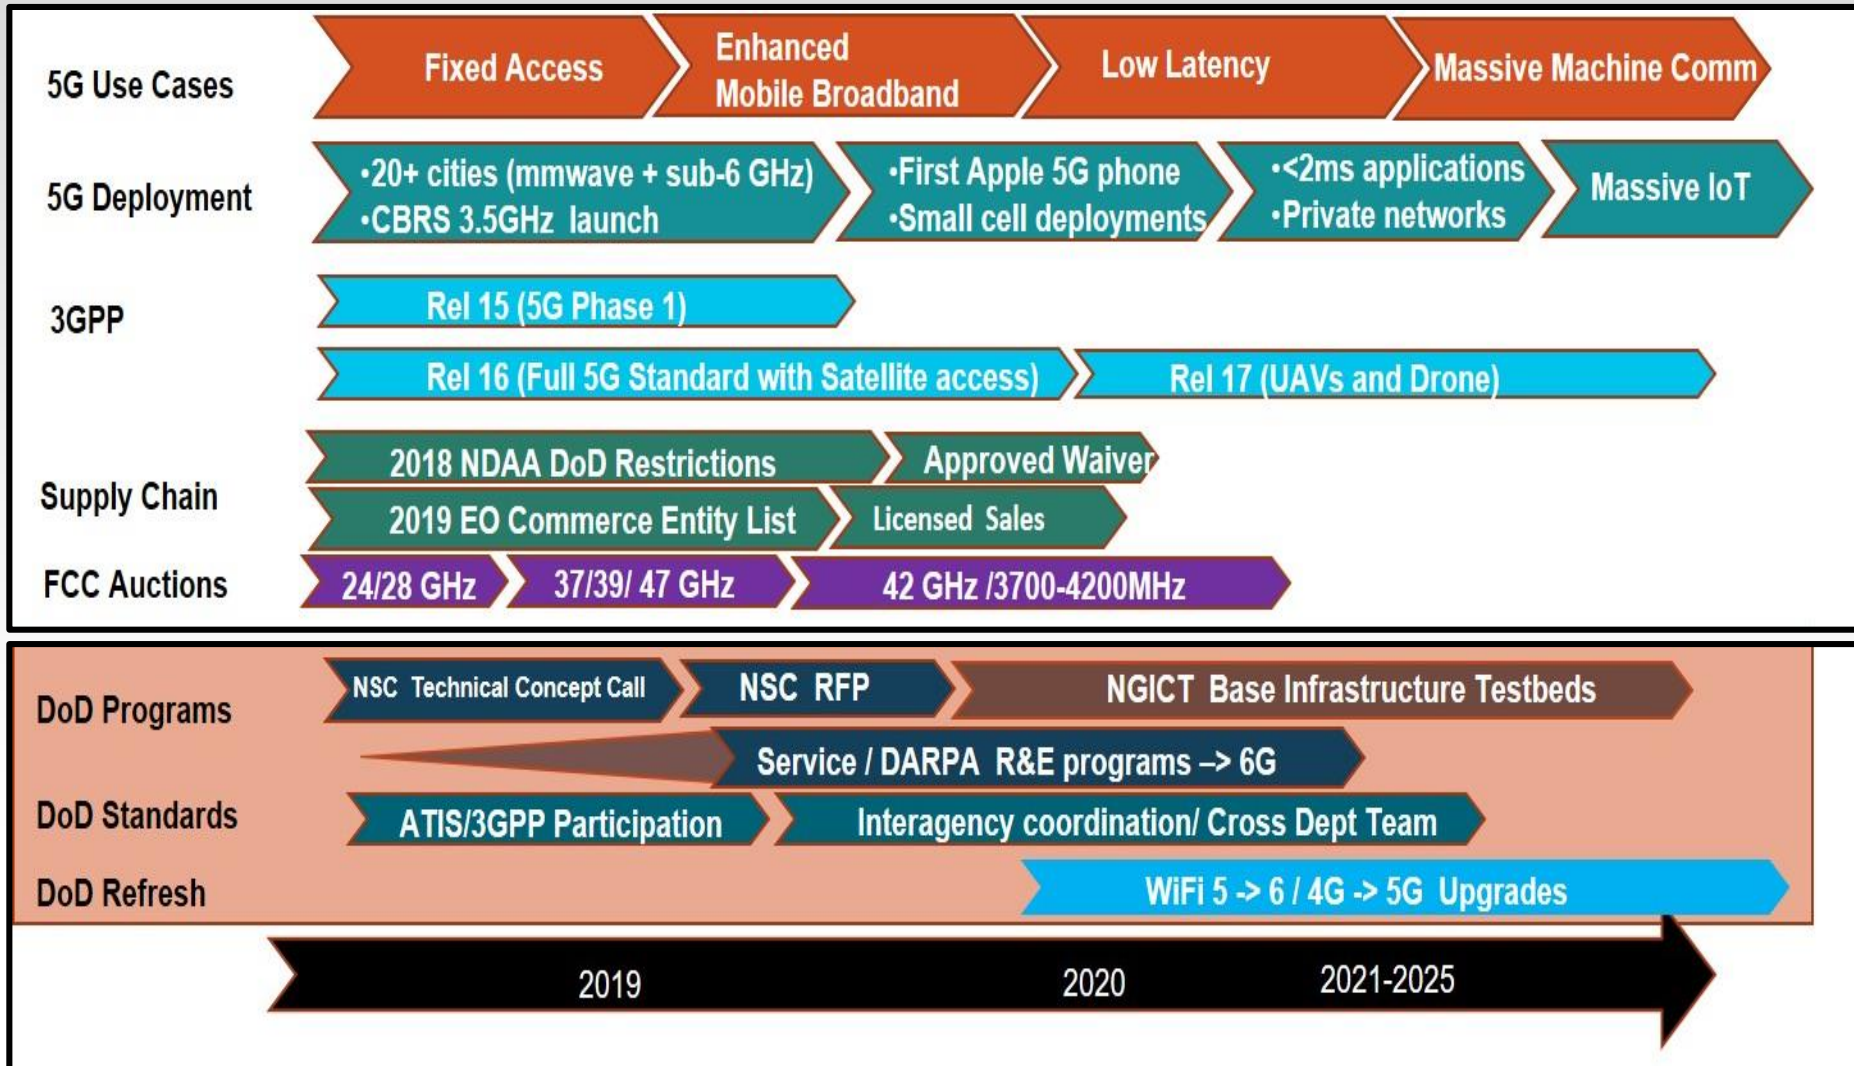 5G Use Cases
Fixed Access
Enhanced
Mobile Broadband
Low Latency
Massive Machine Comm
5G Deployment
•20+ cities (mmwave + sub-6 GHz)
•CBRS 3.5GHz launch
•First Apple 5G phone
•Small cell deployments
•<2ms applications
•Private networks
Massive IoT
3GPP
Rel 15 (5G Phase 1)
Rel 16 (Full 5G Standard with Satellite access)
Rel 17 (UAVs and Drone)
Supply Chain
2018 NDAA DoD Restrictions
Approved Waiver
2019 EO Commerce Entity List
Licensed Sales
FCC Auctions
24/28 GHz
37/39/ 47 GHz
42 GHz /3700-4200MHz
DoD Programs
NSC Technical Concept Call
NSC RFP
NGICT Base Infrastructure Testbeds
Service / DARPA R&E programs –> 6G
DoD Standards
ATIS/3GPP Participation
Interagency coordination/ Cross Dept Team
DoD Refresh
WiFi 5 -> 6 / 4G -> 5G Upgrades
2019
2020
2021-2025